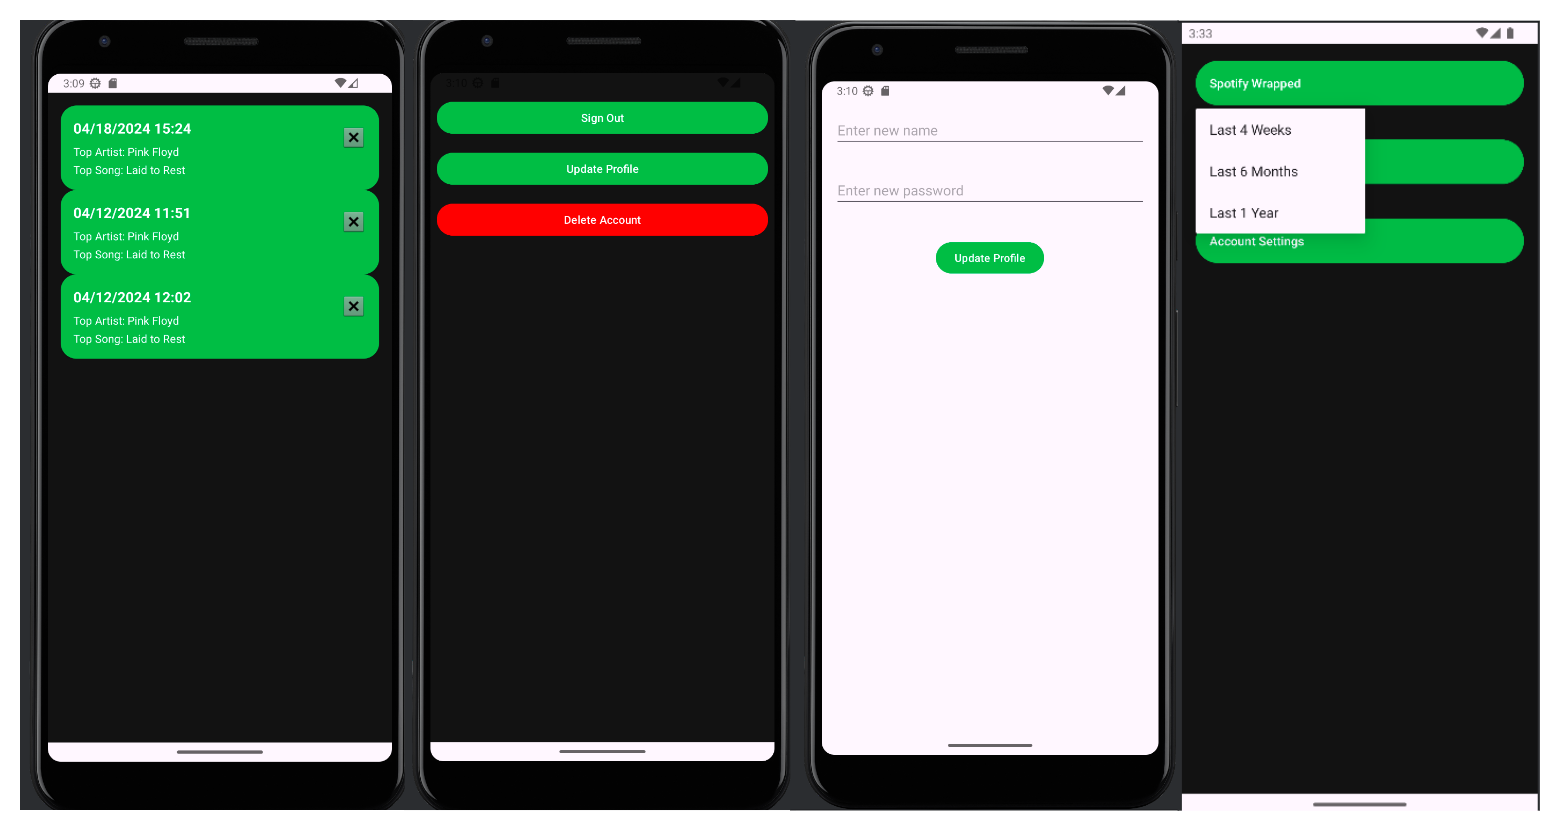 3:09
04/18/2024 15:24
Top Artist: Pink Floyd
Top Song: Laid to Rest
04/12/2024 11:51
Top Artist: Pink Floyd
Top Song: Laid to Rest
04/12/2024 12:02
Top Artist: Pink Floyd
Top Song: Laid to Rest
3:10
Sign Out
Update Profile
Delete Account
3:10
Enter new name
Enter new password
Update Profile
3:33
Spotify Wrapped
Last 4 Weeks
Last 6 Months
Last 1 Year
Account Settings